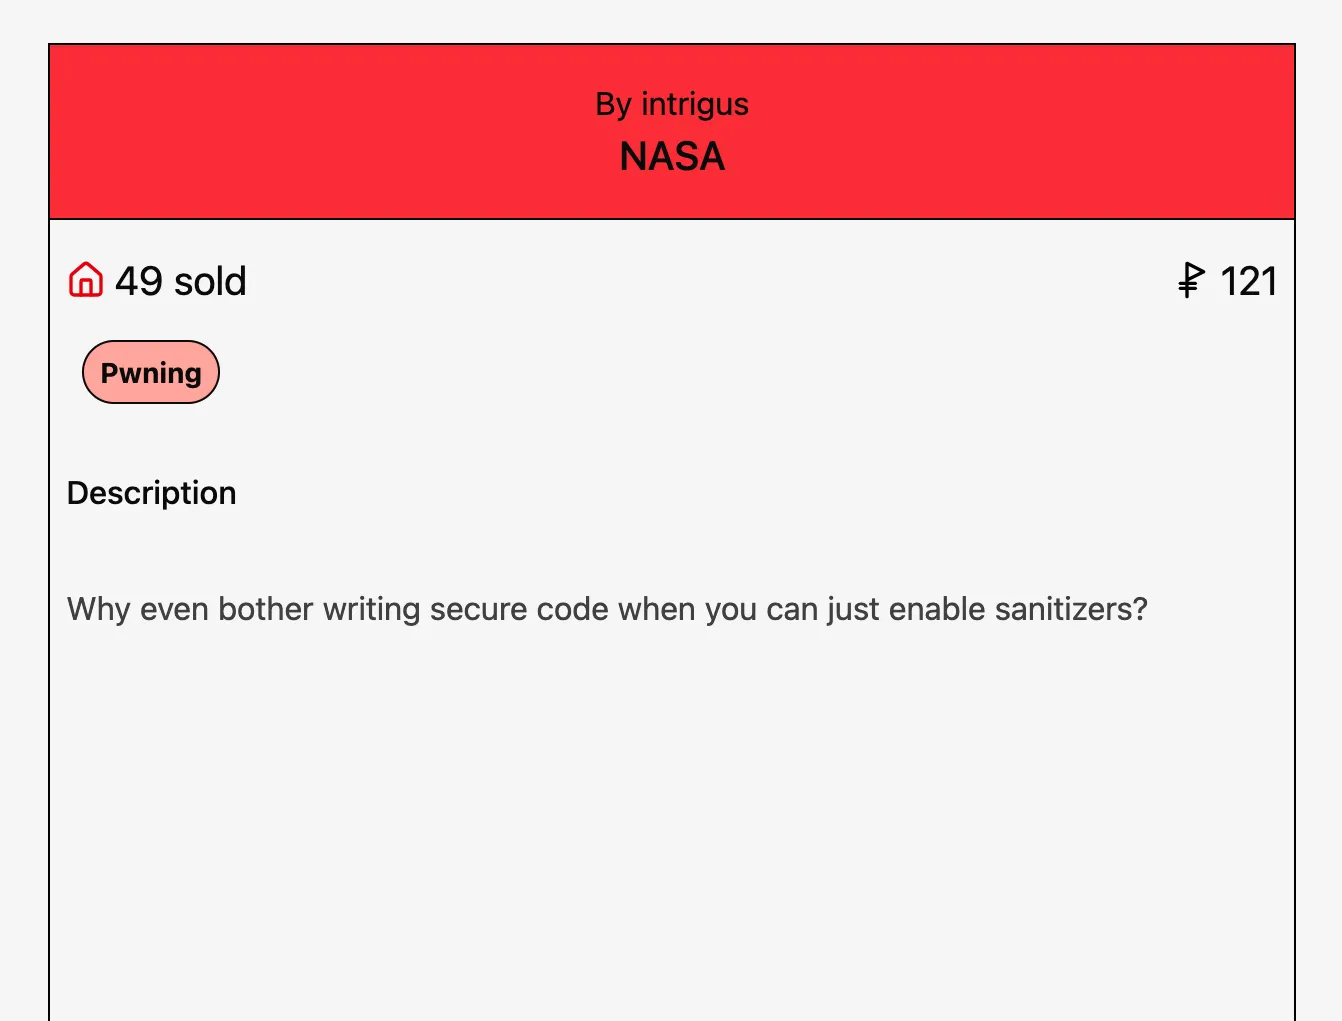 By intrigus
NASA
49 sold
₽ 121
Pwning
Description
Why even bother writing secure code when you can just enable sanitizers?